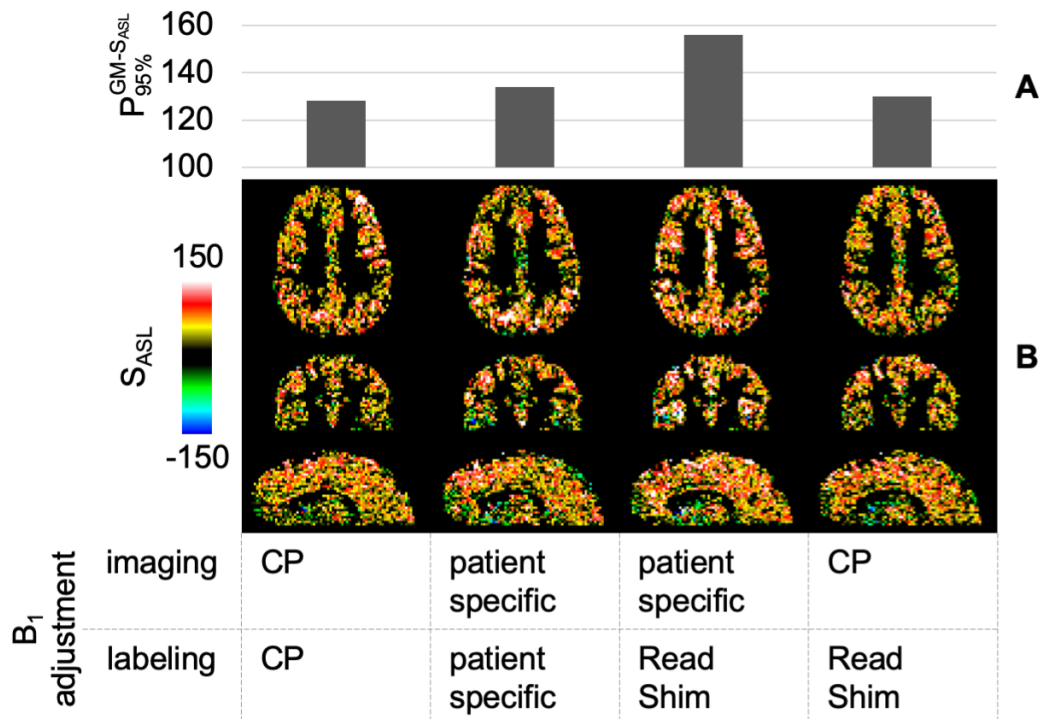 160
140
120
100
P95%GM-SASL
A
150
SASL
-150
B
B1 adjustment
imaging CP patient specific patient specific CP
labeling CP patient specific Read Shim Read Shim